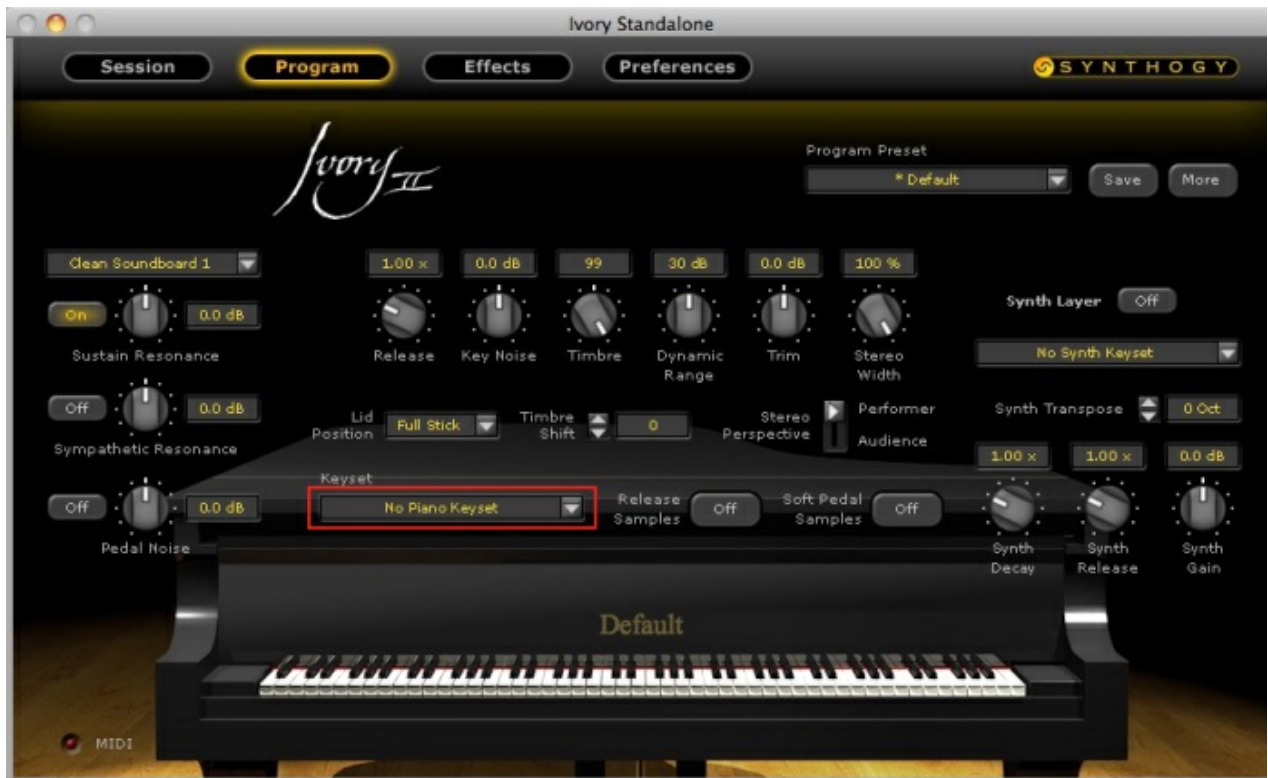 Ivory Standalone
Session Program Effects Preferences SYNTHOGY
Ivory II
Program Preset
* Default Save More
Clean Soundboard 1 1.00 x 0.0 dB 99 30 dB 0.0 dB 100 %
Synth Layer Off
On 0.0 dB
Sustain Resonance Release Key Noise Timbre Dynamic Range Trim Stereo Width
No Synth Keyset
Off 0.0 dB
Sympathetic Resonance
Lid Position Full Stick Timbre Shift 0 Stereo Perspective Performer Audience
Synth Transpose 0 Oct
1.00 x 1.00 x 0.0 dB
Keyset
Off 0.0 dB No Piano Keyset Release Samples Off Soft Pedal Samples Off
Pedal Noise
Synth Decay Synth Release Synth Gain
Default
MIDI